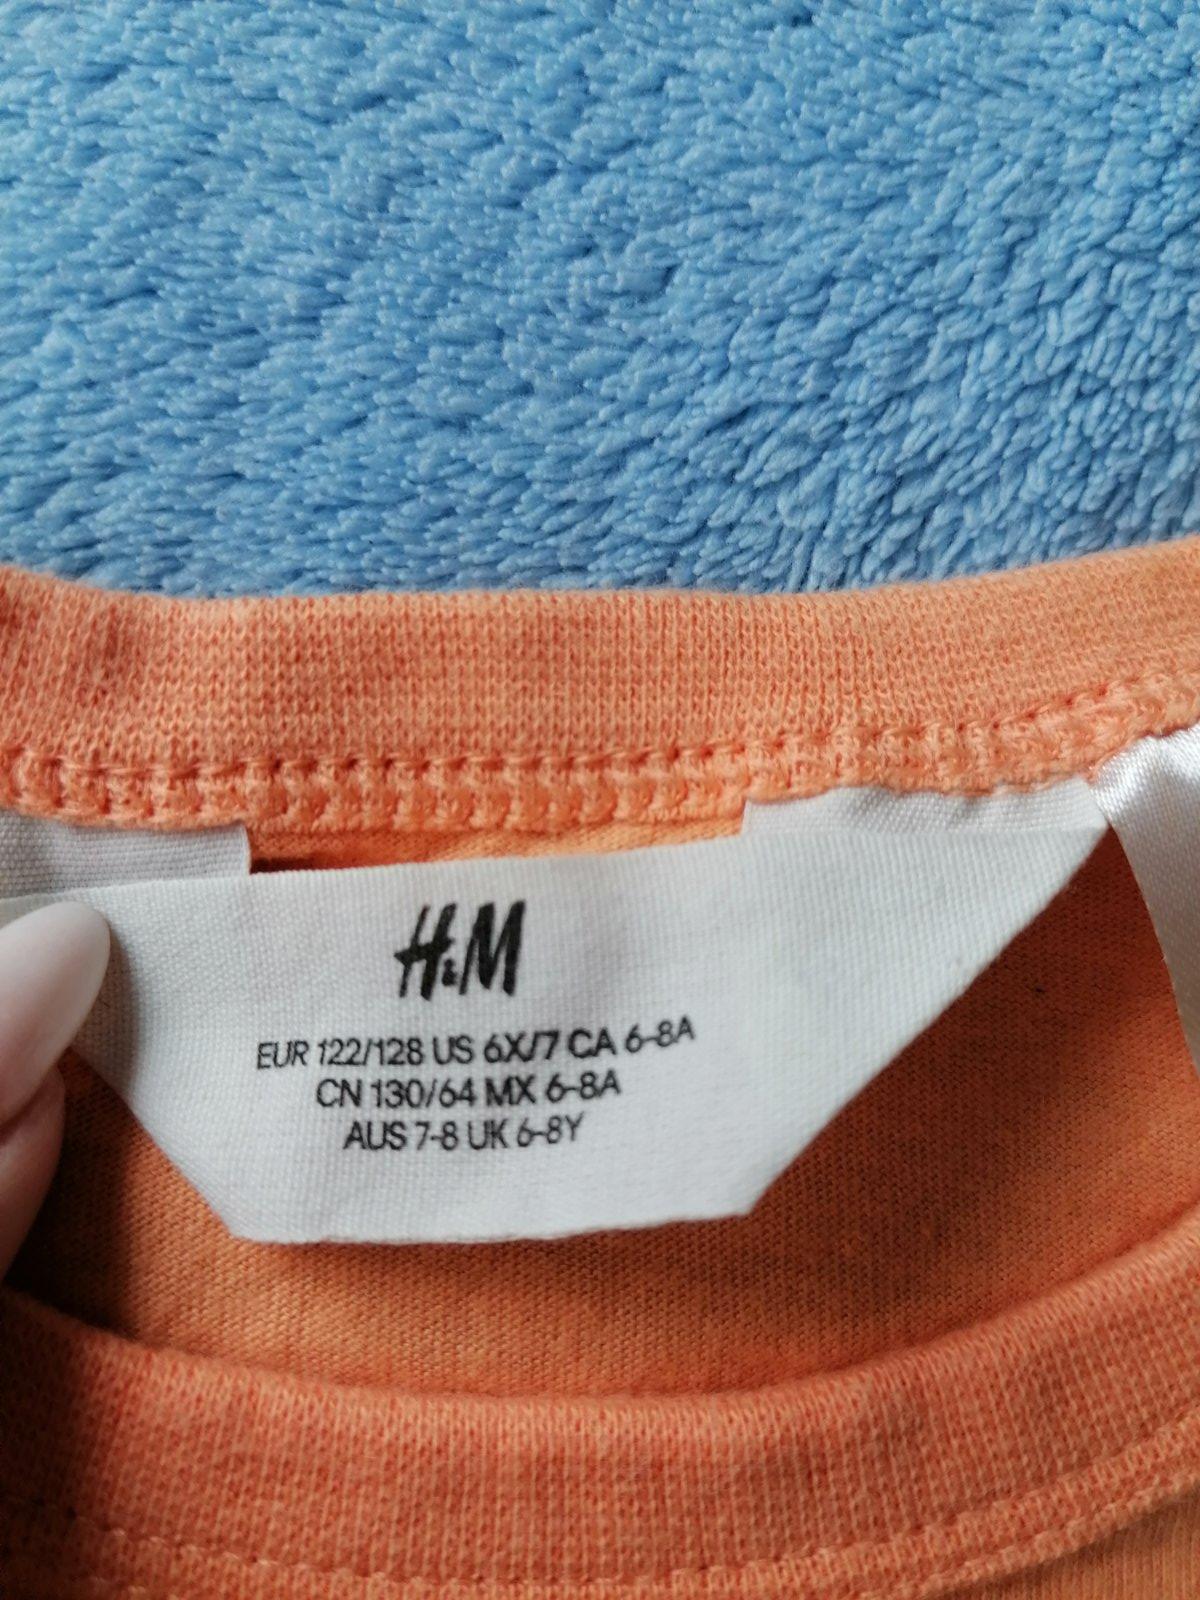 H&M
EUR 122/128 US 6X/7 CA 6-8A
CN 130/64 MX 6-8A
AUS 7-8 UK 6-8Y